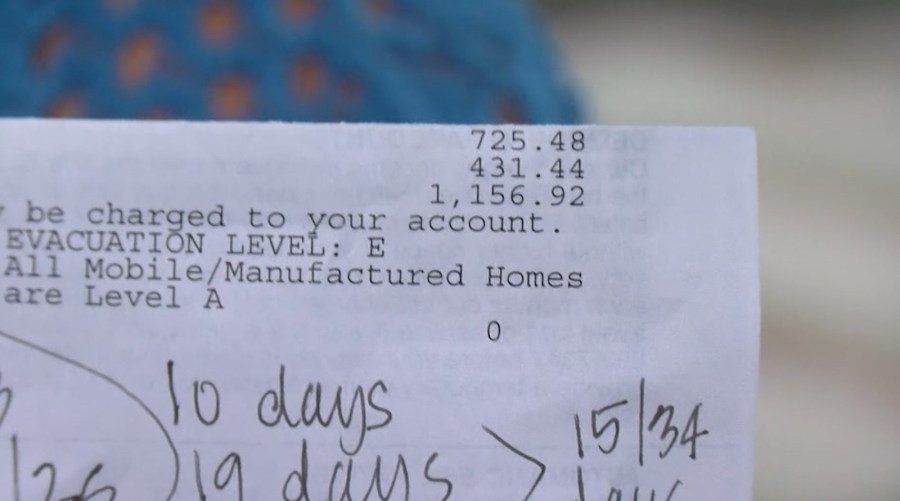 725.48
431.44
1,156.92
be charged to your account.
EVACUATION LEVEL: E
All Mobile/Manufactured Homes
are Level A
0
10 days
15/34
19 days >
/26